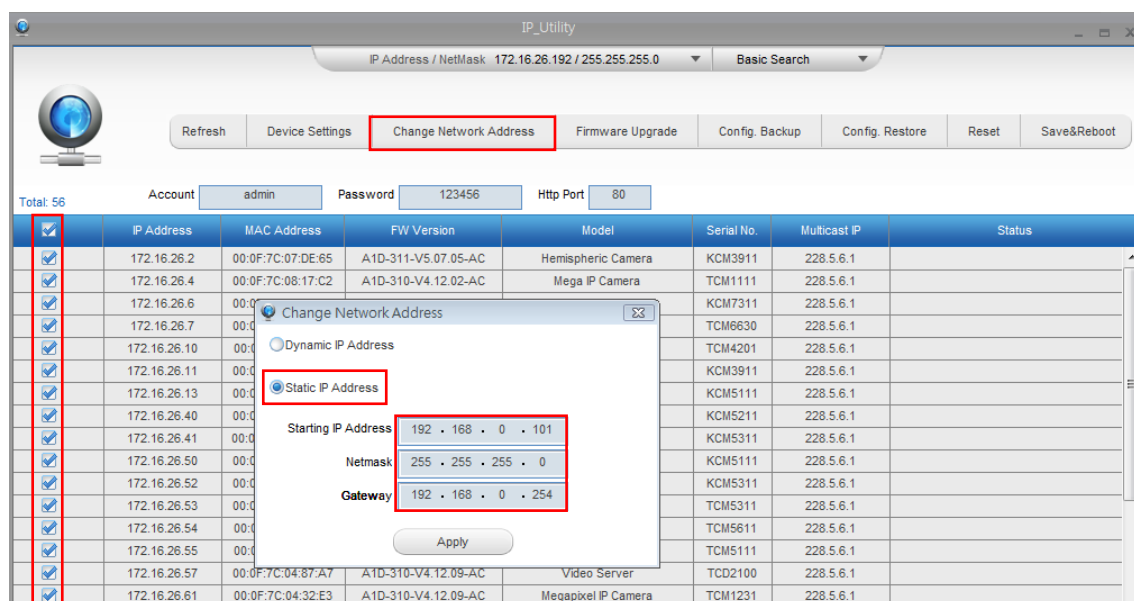 IP_Utility
IP Address / NetMask 172.16.26.192 / 255.255.255.0 Basic Search
Refresh Device Settings Change Network Address Firmware Upgrade Config. Backup Config. Restore Reset Save&Reboot
Total: 56 Account admin Password 123456 Http Port 80
IP Address MAC Address FW Version Model Serial No. Multicast IP Status
172.16.26.2 00:0F:7C:07:DE:65 A1D-311-V5.07.05-AC Hemispheric Camera KCM3911 228.5.6.1
172.16.26.4 00:0F:7C:08:17:C2 A1D-310-V4.12.02-AC Mega IP Camera TCM1111 228.5.6.1
172.16.26.6 KCM7311 228.5.6.1
172.16.26.7 TCM6630 228.5.6.1
172.16.26.10 TCM4201 228.5.6.1
172.16.26.11 KCM3911 228.5.6.1
172.16.26.13 KCM5111 228.5.6.1
172.16.26.40 KCM5211 228.5.6.1
172.16.26.41 KCM5311 228.5.6.1
172.16.26.50 KCM5111 228.5.6.1
172.16.26.52 KCM5311 228.5.6.1
172.16.26.53 TCM5311 228.5.6.1
172.16.26.54 TCM5611 228.5.6.1
172.16.26.55 TCM5111 228.5.6.1
172.16.26.57 00:0F:7C:04:87:A7 A1D-310-V4.12.09-AC Video Server TCD2100 228.5.6.1
172.16.26.61 00:0F:7C:04:32:E3 A1D-310-V4.12.09-AC Megapixel IP Camera TCM1231 228.5.6.1
Change Network Address
Dynamic IP Address
Static IP Address
Starting IP Address 192 . 168 . 0 . 101
Netmask 255 . 255 . 255 . 0
Gateway 192 . 168 . 0 . 254
Apply